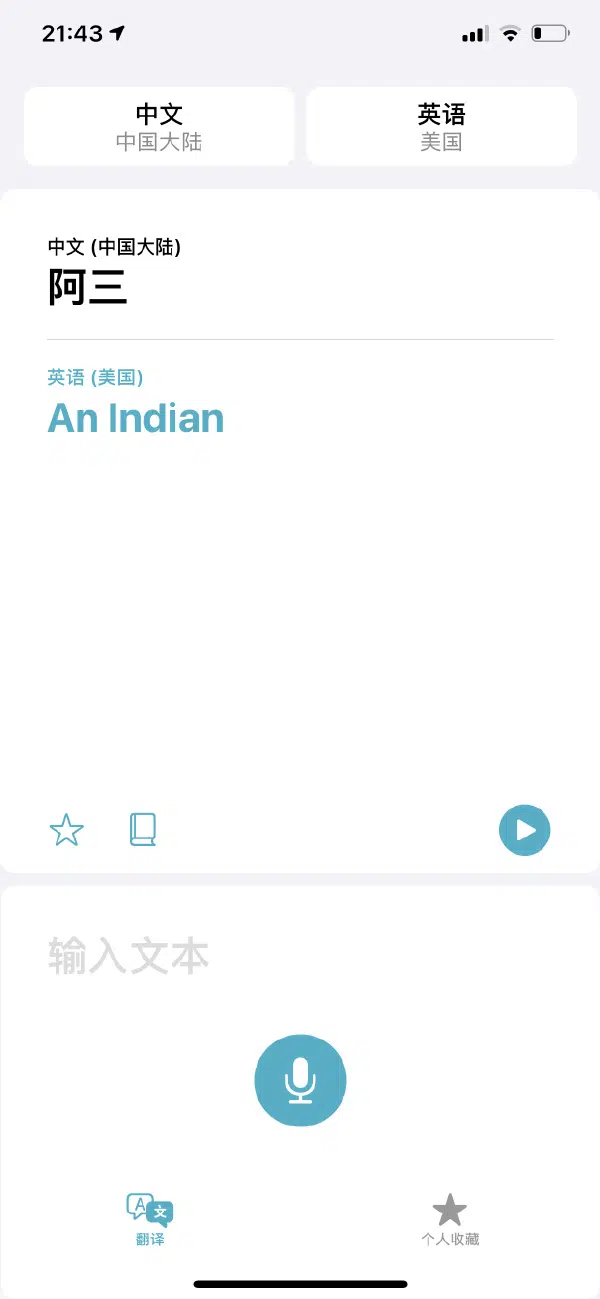 21:43
中文
中国大陆
英语
美国
中文 (中国大陆)
阿三
英语 (美国)
An Indian
输入文本
A 文
翻译
个人收藏